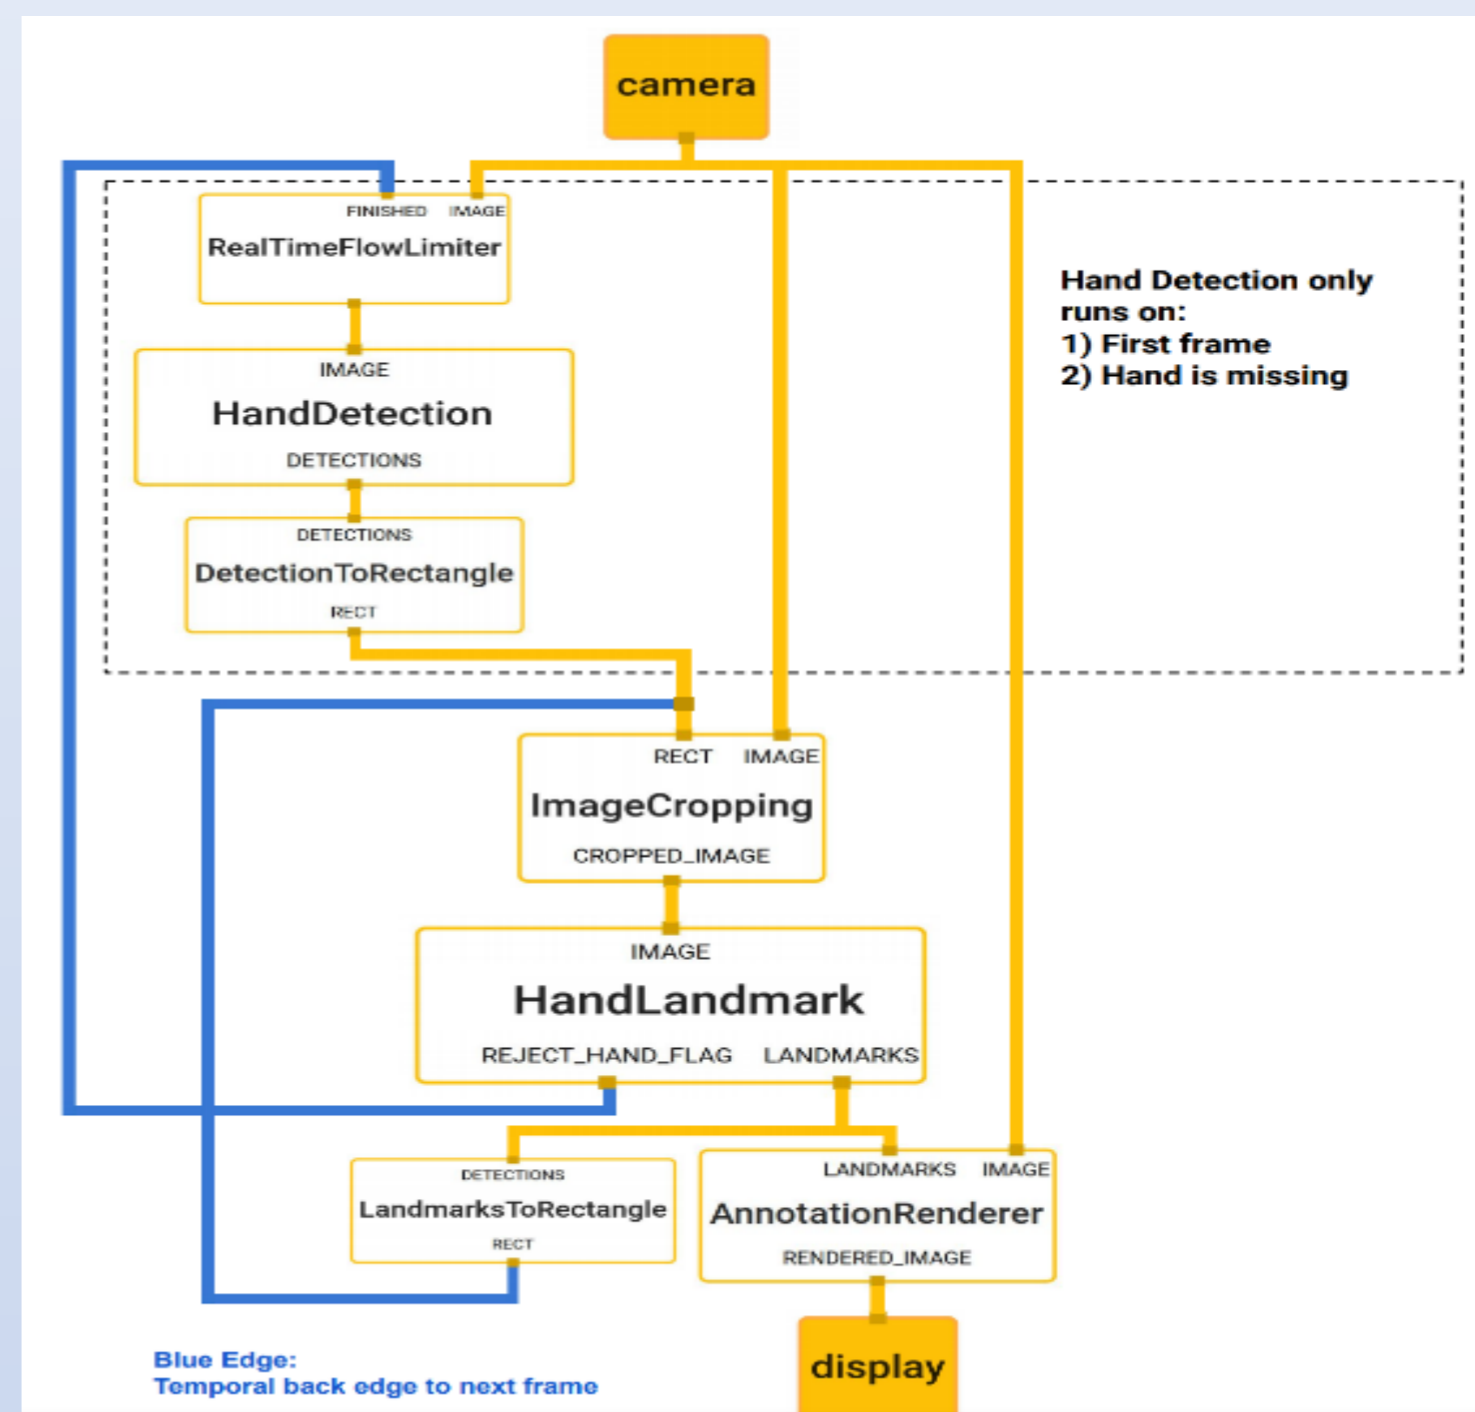 camera
FINISHED IMAGE
RealTimeFlowLimiter
Hand Detection only
runs on:
1) First frame
2) Hand is missing
IMAGE
HandDetection
DETECTIONS
DETECTIONS
DetectionToRectangle
RECT
RECT IMAGE
ImageCropping
CROPPED_IMAGE
IMAGE
HandLandmark
REJECT_HAND_FLAG LANDMARKS
DETECTIONS
LandmarksToRectangle
RECT
LANDMARKS IMAGE
AnnotationRenderer
RENDERED_IMAGE
display
Blue Edge:
Temporal back edge to next frame